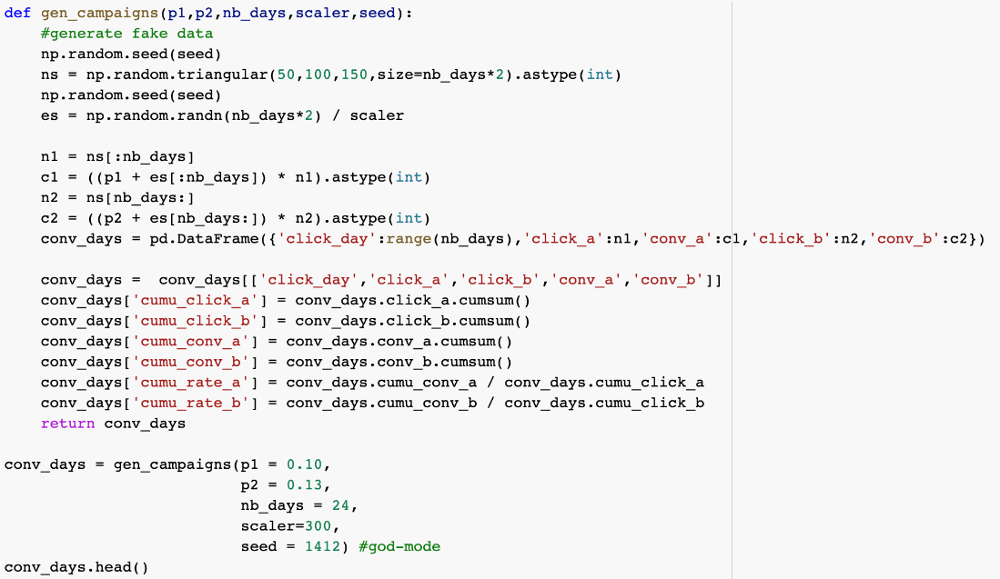 def gen_campaigns(p1,p2,nb_days,scaler,seed):
    #generate fake data
    np.random.seed(seed)
    ns = np.random.triangular(50,100,150,size=nb_days*2).astype(int)
    np.random.seed(seed)
    es = np.random.randn(nb_days*2) / scaler

    n1 = ns[:nb_days]
    c1 = ((p1 + es[:nb_days]) * n1).astype(int)
    n2 = ns[nb_days:]
    c2 = ((p2 + es[nb_days:]) * n2).astype(int)
    conv_days = pd.DataFrame({'click_day':range(nb_days),'click_a':n1,'conv_a':c1,'click_b':n2,'conv_b':c2})

    conv_days =  conv_days[['click_day','click_a','click_b','conv_a','conv_b']]
    conv_days['cumu_click_a'] = conv_days.click_a.cumsum()
    conv_days['cumu_click_b'] = conv_days.click_b.cumsum()
    conv_days['cumu_conv_a'] = conv_days.conv_a.cumsum()
    conv_days['cumu_conv_b'] = conv_days.conv_b.cumsum()
    conv_days['cumu_rate_a'] = conv_days.cumu_conv_a / conv_days.cumu_click_a
    conv_days['cumu_rate_b'] = conv_days.cumu_conv_b / conv_days.cumu_click_b
    return conv_days

conv_days = gen_campaigns(p1 = 0.10,
                          p2 = 0.13,
                          nb_days = 24,
                          scaler=300,
                          seed = 1412) #god-mode
conv_days.head()